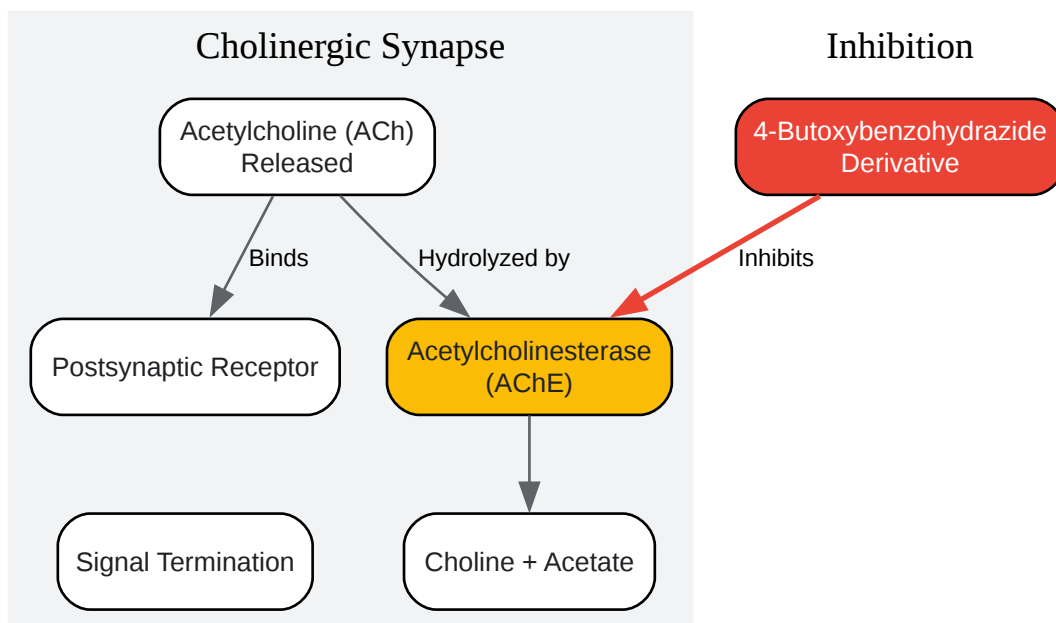 Cholinergic Synapse
Inhibition
Acetylcholine (ACh)
Released
4-Butoxybenzohydrazide
Derivative
Binds
Hydrolyzed by
Inhibits
Postsynaptic Receptor
Acetylcholinesterase
(AChE)
Signal Termination
Choline + Acetate